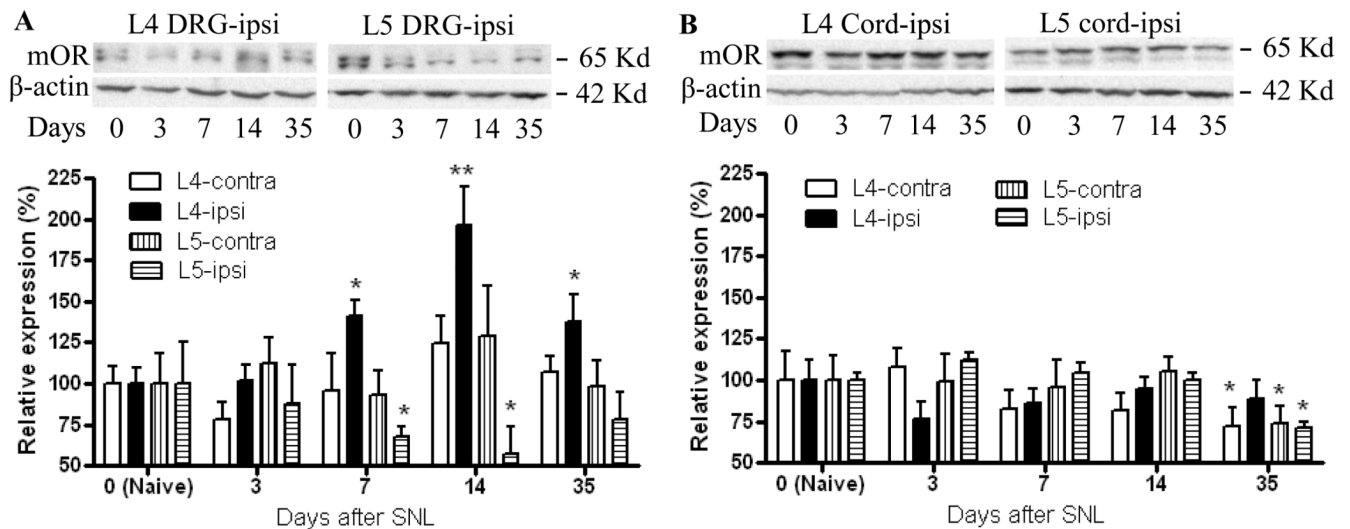 A
L4 DRG-ipsi L5 DRG-ipsi
mOR - 65 Kd
β-actin - 42 Kd
Days 0 3 7 14 35 0 3 7 14 35
**
*
*
*
*
225
200
175
150
125
100
75
50
Relative expression (%)
L4-contra
L4-ipsi
L5-contra
L5-ipsi
0 (Naive) 3 7 14 35
Days after SNL
B
L4 Cord-ipsi L5 cord-ipsi
mOR - 65 Kd
β-actin - 42 Kd
Days 0 3 7 14 35 0 3 7 14 35
225
200
175
150
125
100
75
50
Relative expression (%)
L4-contra L5-contra
L4-ipsi L5-ipsi
* * *
0 (Naive) 3 7 14 35
Days after SNL